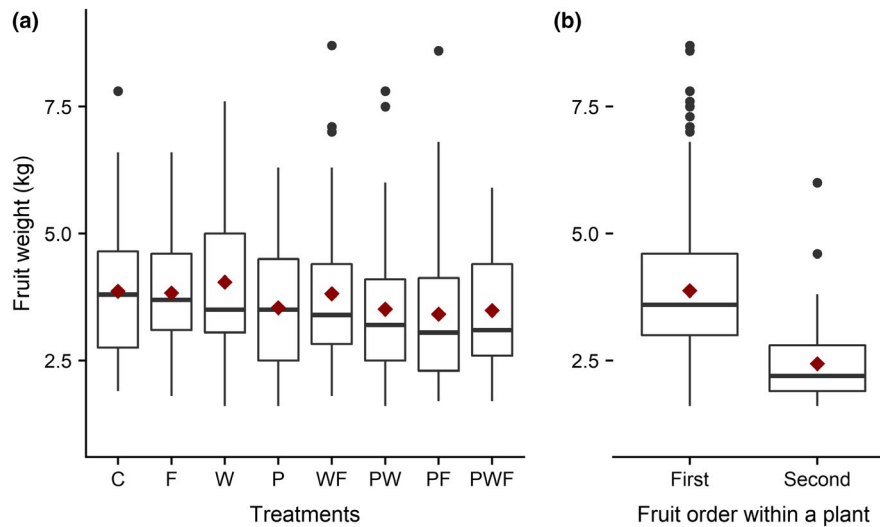 (a)
Fruit weight (kg)
7.5
5.0
2.5
C F W P WF PW PF PWF
Treatments
(b)
7.5
5.0
2.5
First Second
Fruit order within a plant